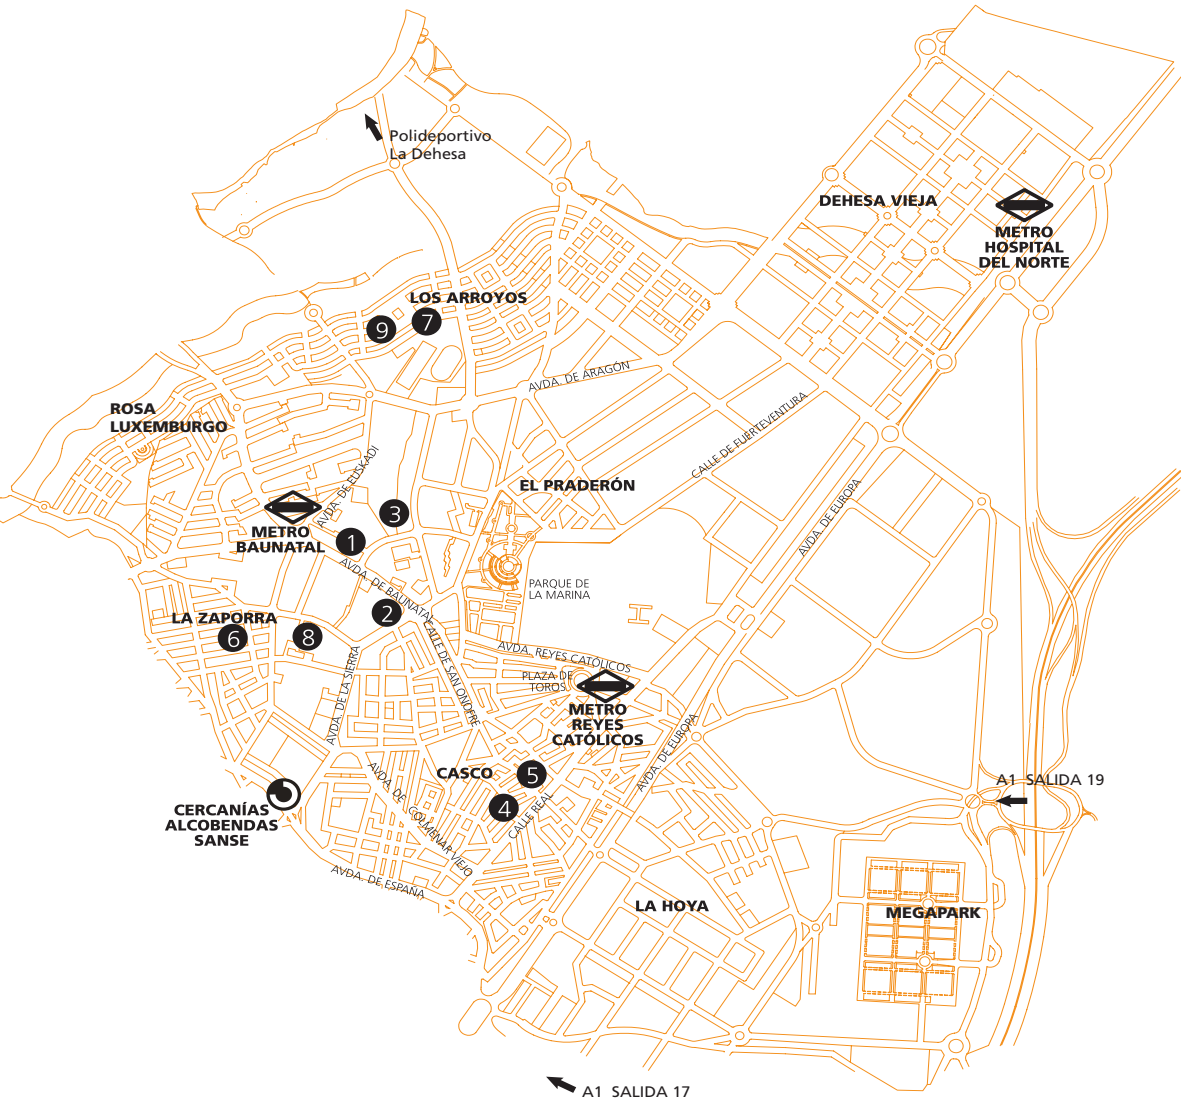 Polideportivo
La Dehesa
DEHESA VIEJA
METRO
HOSPITAL
DEL NORTE
LOS ARROYOS
9
7
AVDA. DE ARAGÓN
ROSA
LUXEMBURGO
CALLE DE FUERTEVENTURA
AVDA. DE EUSKADI
EL PRADERÓN
AVDA. DE EUROPA
3
METRO
BAUNATAL
1
AVDA. DE BAUNATAL
PARQUE DE
LA MARINA
2
LA ZAPORRA
6
8
CALLE DE SAN ONOFRE
AVDA. REYES CATÓLICOS
PLAZA DE
TOROS
AVDA. DE LA SIERRA
METRO
REYES
CATÓLICOS
AVDA. DE EUROPA
CASCO
5
4
CALLE REAL
AVDA. DE COLMENAR VIEJO
A1 SALIDA 19
CERCANÍAS
ALCOBENDAS
SANSE
AVDA. DE ESPAÑA
LA HOYA
MEGAPARK
A1 SALIDA 17